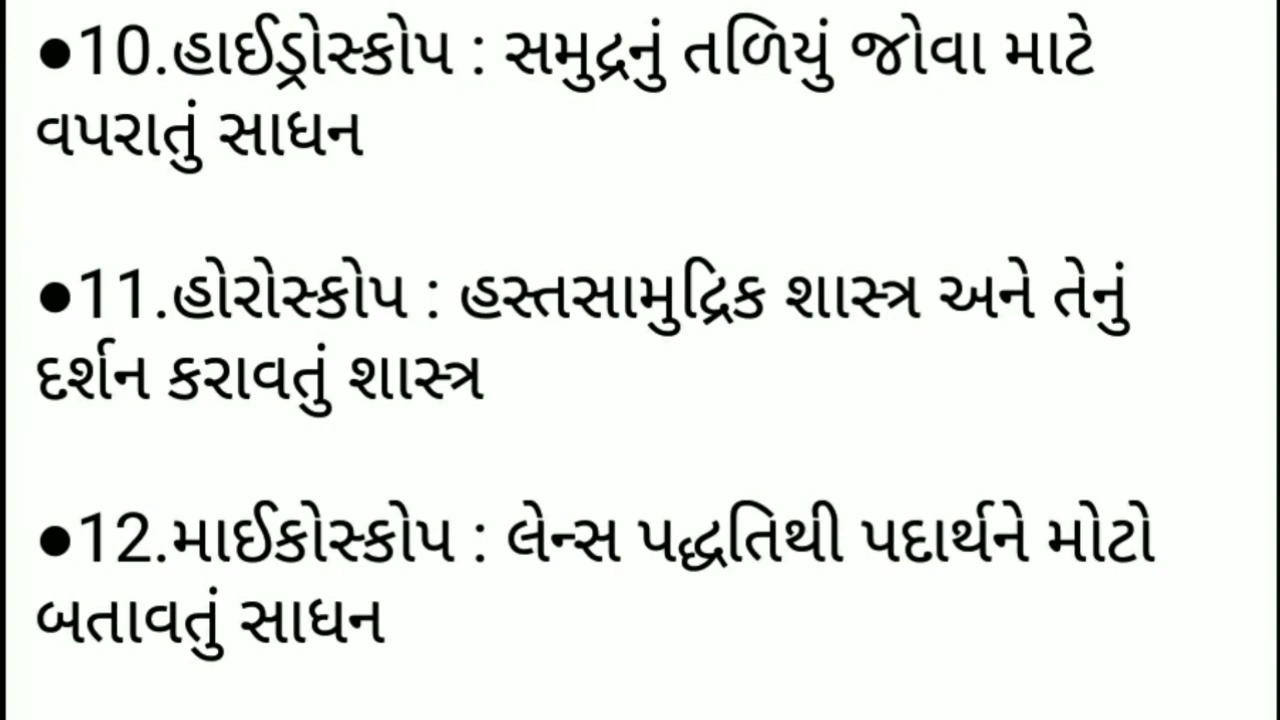 ●10.હાઈડ્રોસ્કોપ : સમુદ્રનું તળિયું જોવા માટે
વપરાતું સાધન
●11.હોરોસ્કોપ : હસ્તસામુદ્રિક શાસ્ત્ર અને તેનું
દર્શન કરાવતું શાસ્ત્ર
●12.માઈકોસ્કોપ : લેન્સ પદ્ધતિથી પદાર્થને મોટો
બતાવતું સાધન